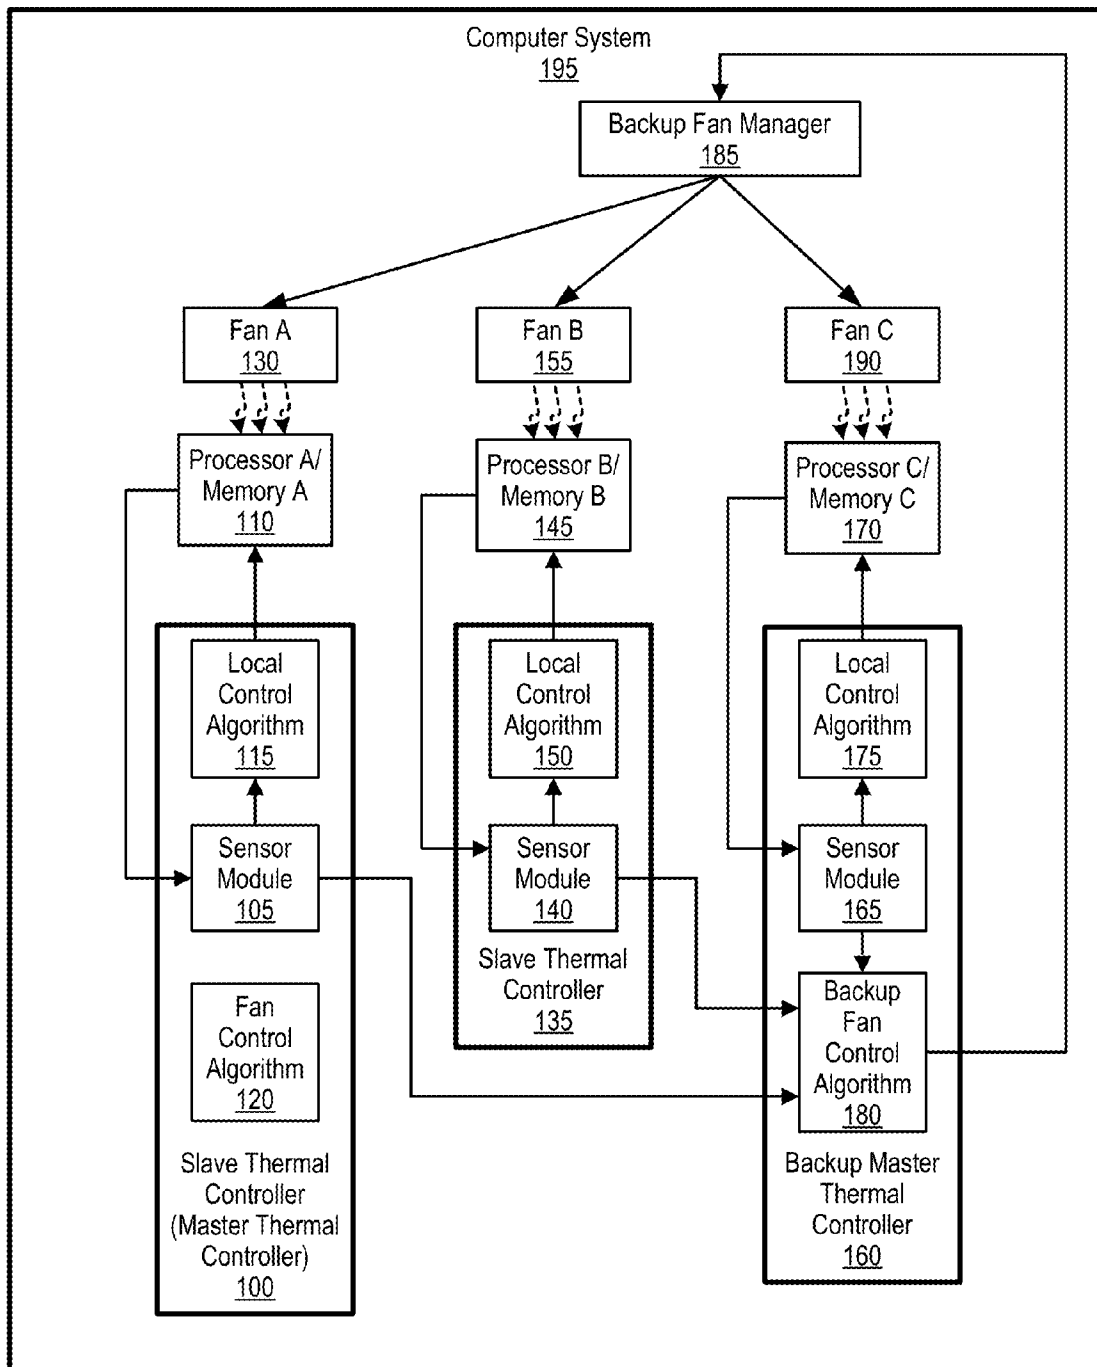 Computer System
195
Backup Fan Manager
185
Fan A
130
Fan B
155
Fan C
190
Processor A/
Memory A
110
Processor B/
Memory B
145
Processor C/
Memory C
170
Local
Control
Algorithm
115
Local
Control
Algorithm
150
Local
Control
Algorithm
175
Sensor
Module
105
Sensor
Module
140
Sensor
Module
165
Slave Thermal
Controller
135
Fan
Control
Algorithm
120
Backup
Fan
Control
Algorithm
180
Slave Thermal
Controller
(Master Thermal
Controller)
100
Backup Master
Thermal
Controller
160